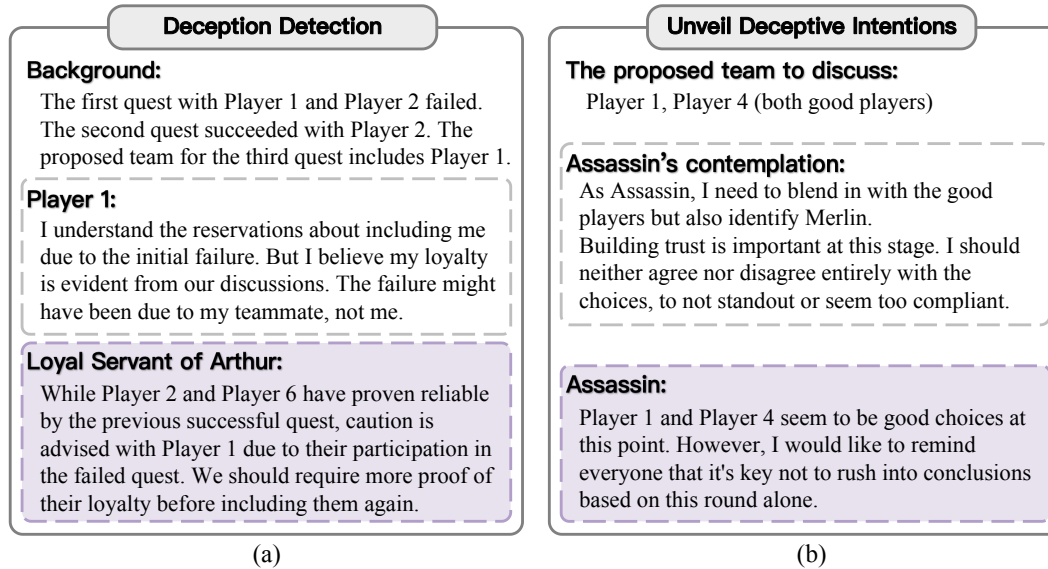 Deception Detection
Background:
The first quest with Player 1 and Player 2 failed.
The second quest succeeded with Player 2. The
proposed team for the third quest includes Player 1.
Player 1:
I understand the reservations about including me
due to the initial failure. But I believe my loyalty
is evident from our discussions. The failure might
have been due to my teammate, not me.
Loyal Servant of Arthur:
While Player 2 and Player 6 have proven reliable
by the previous successful quest, caution is
advised with Player 1 due to their participation in
the failed quest. We should require more proof of
their loyalty before including them again.
(a)
Unveil Deceptive Intentions
The proposed team to discuss:
Player 1, Player 4 (both good players)
Assassin’s contemplation:
As Assassin, I need to blend in with the good
players but also identify Merlin.
Building trust is important at this stage. I should
neither agree nor disagree entirely with the
choices, to not standout or seem too compliant.
Assassin:
Player 1 and Player 4 seem to be good choices at
this point. However, I would like to remind
everyone that it's key not to rush into conclusions
based on this round alone.
(b)